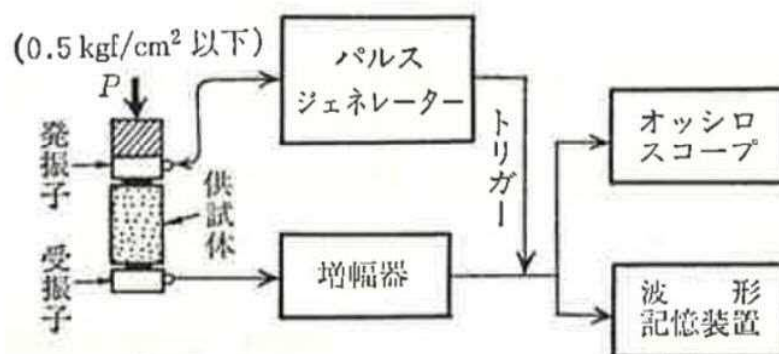 (0.5 kgf/cm² 以下)
P
発振子
供試体
受振子
パルス
ジェネレーター
トリガー
増幅器
オッシロ
スコープ
波形
記憶装置